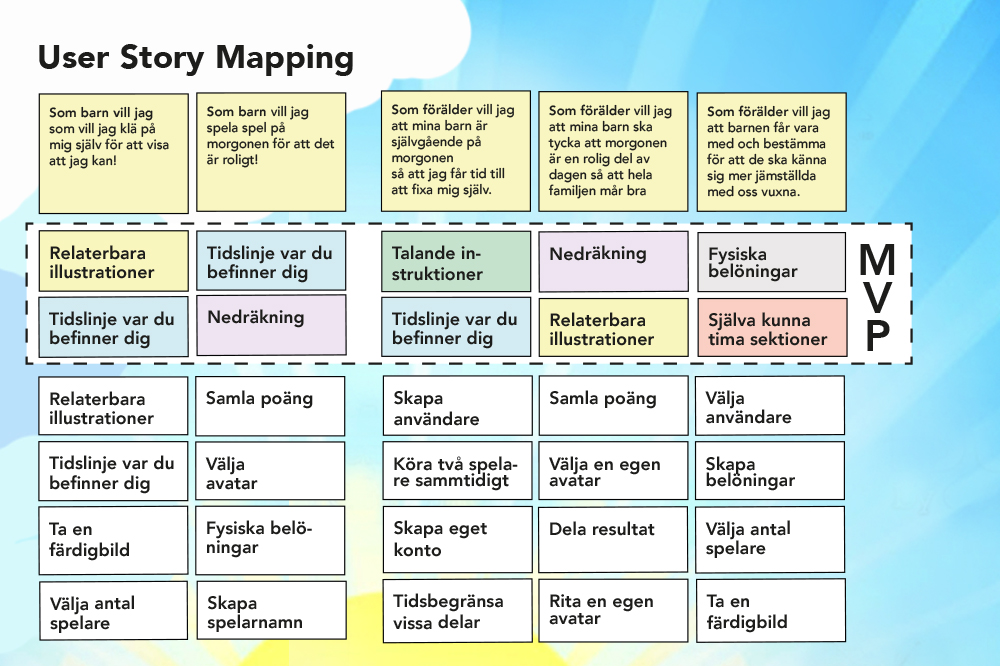 User Story Mapping
Som barn vill jag
som vill jag klä på
mig själv för att visa
att jag kan!
Som barn vill jag
spela spel på
morgonen för att det
är roligt!
Som förälder vill jag
att mina barn är
självgående på
morgonen
så att jag får tid till
att fixa mig själv.
Som förälder vill jag
att mina barn ska
tycka att morgonen
är en rolig del av
dagen så att hela
familjen mår bra
Som förälder vill jag
att barnen får vara
med och bestämma
för att de ska känna
sig mer jämställda
med oss vuxna.
Relaterbara
illustrationer
Tidslinje var du
befinner dig
Talande in-
struktioner
Nedräkning
Fysiska
belöningar
Tidslinje var du
befinner dig
Nedräkning
Tidslinje var du
befinner dig
Relaterbara
illustrationer
Själva kunna
tima sektioner
M
V
P
Relaterbara
illustrationer
Samla poäng
Skapa
användare
Samla poäng
Välja
användare
Tidslinje var du
befinner dig
Välja
avatar
Köra två spela-
re sammtidigt
Välja en egen
avatar
Skapa
belöningar
Ta en
färdigbild
Fysiska belö-
ningar
Skapa eget
konto
Dela resultat
Välja antal
spelare
Välja antal
spelare
Skapa
spelarnamn
Tidsbegränsa
vissa delar
Rita en egen
avatar
Ta en
färdigbild